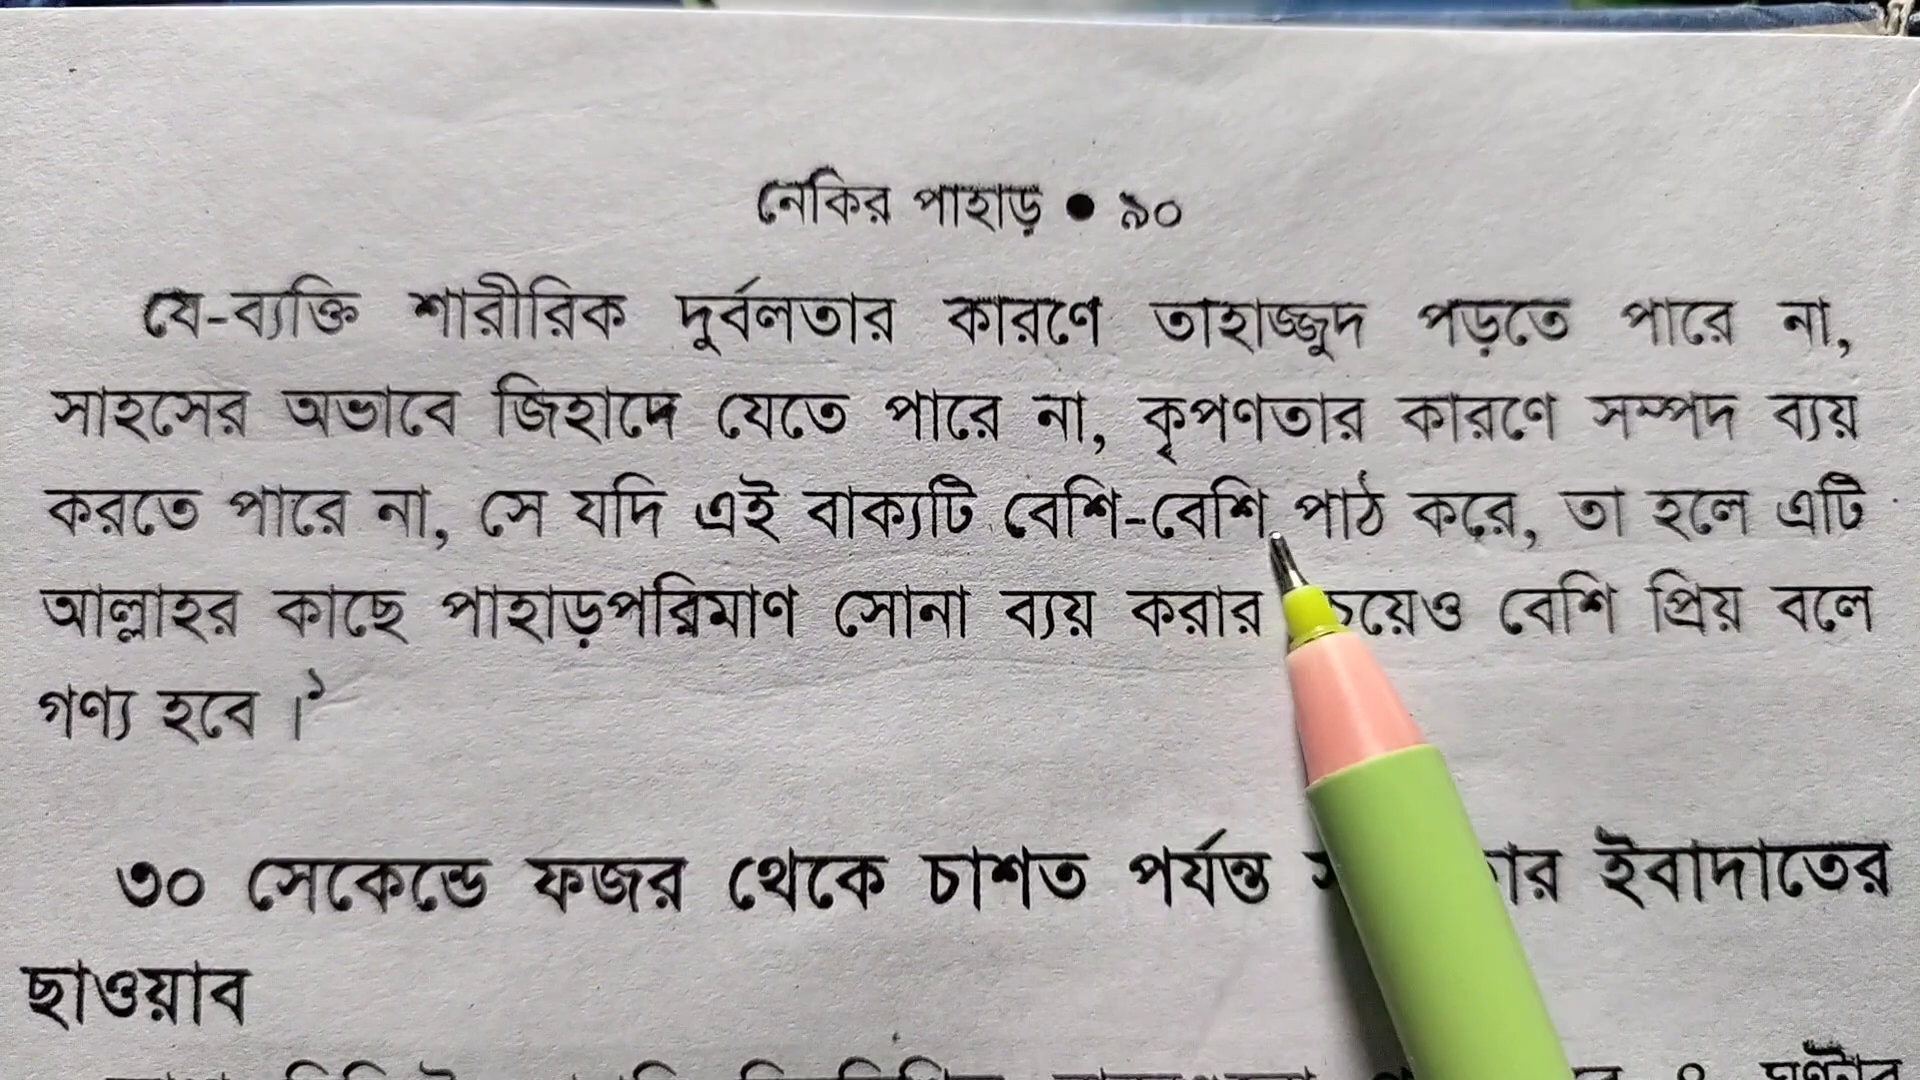 নেকির পাহাড় ● ৯০
যে-ব্যক্তি শারীরিক দুর্বলতার কারণে তাহাজ্জুদ পড়তে পারে না,
সাহসের অভাবে জিহাদে যেতে পারে না, কৃপণতার কারণে সম্পদ ব্যয়
করতে পারে না, সে যদি এই বাক্যটি বেশি-বেশি পাঠ করে, তা হলে এটি
আল্লাহর কাছে পাহাড়পরিমাণ সোনা ব্যয় করার বেশি প্রিয় বলে
গণ্য হবে।১
৩০ সেকেন্ডে ফজর থেকে চাশত পর্যন্ত ইবাদাতের
ছাওয়াব